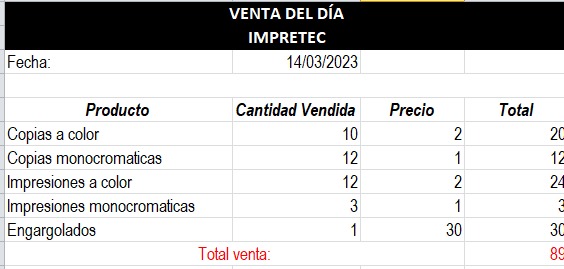 VENTA DEL DÍA
IMPRETEC
Fecha: 14/03/2023
Producto Cantidad Vendida Precio Total
Copias a color 10 2 20
Copias monocromaticas 12 1 12
Impresiones a color 12 2 24
Impresiones monocromaticas 3 1 3
Engargolados 1 30 30
Total venta: 89